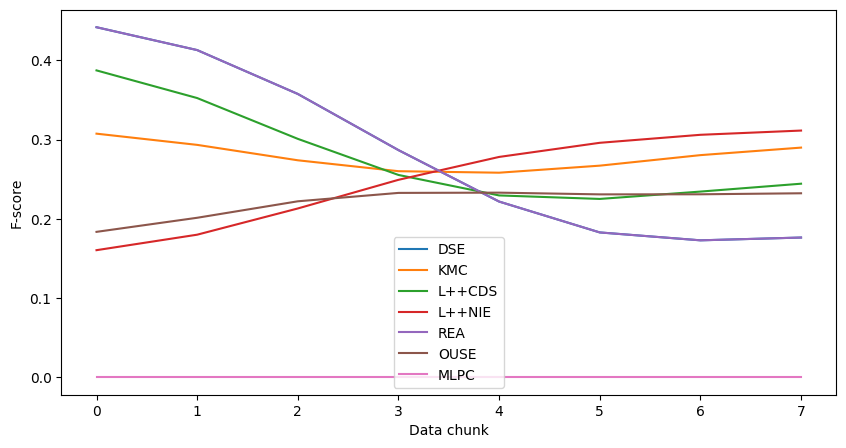 0.4
0.3
0.2
0.1
0.0
F-score
DSE
KMC
L++CDS
L++NIE
REA
OUSE
MLPC
0 1 2 3 4 5 6 7
Data chunk